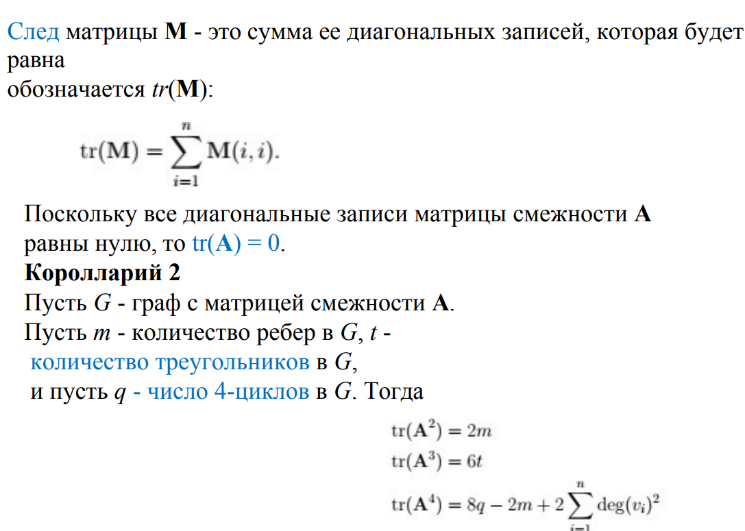 След матрицы M - это сумма ее диагональных записей, которая будет
равна
обозначается tr(M):
n
tr(M) = ∑ M(i, i).
i=1
Поскольку все диагональные записи матрицы смежности A
равны нулю, то tr(A) = 0.
Королларий 2
Пусть G - граф с матрицей смежности A.
Пусть m - количество ребер в G, t -
количество треугольников в G,
и пусть q - число 4-циклов в G. Тогда
tr(A²) = 2m
tr(A³) = 6t
n
tr(A⁴) = 8q − 2m + 2 ∑ deg(vᵢ)²
i=1